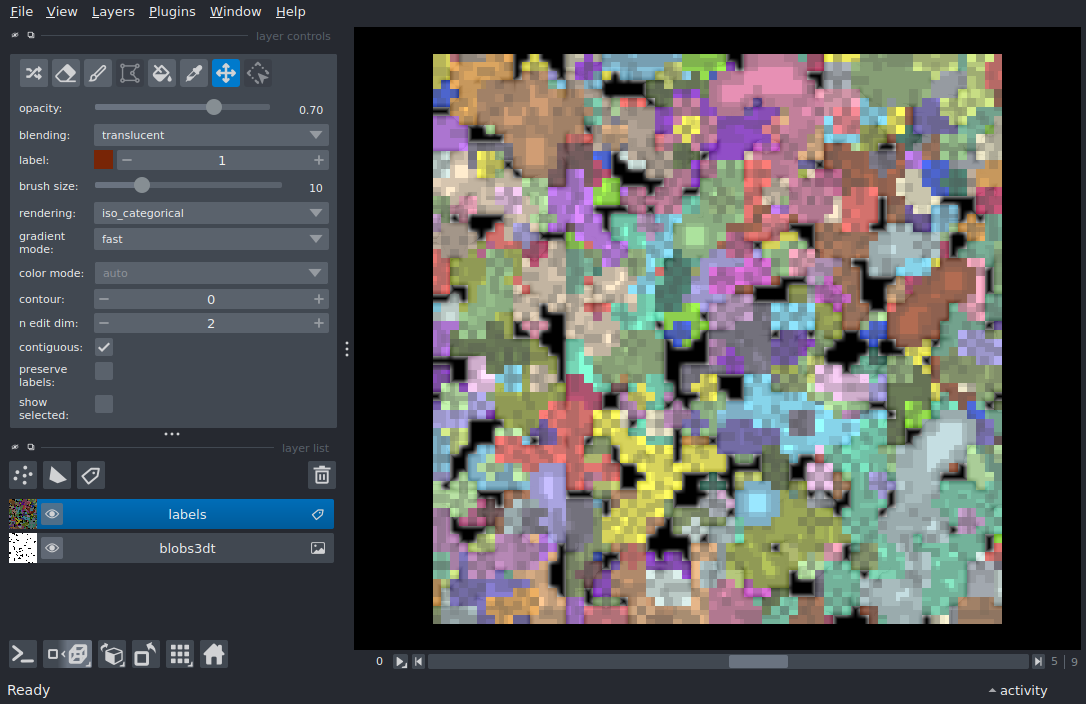 File View Layers Plugins Window Help
layer controls
opacity: 0.70
blending: translucent
label: 1
brush size: 10
rendering: iso_categorical
gradient
mode: fast
color mode: auto
contour: 0
n edit dim: 2
contiguous:
preserve
labels:
show
selected:
layer list
labels
blobs3dt
0 5 9
Ready activity